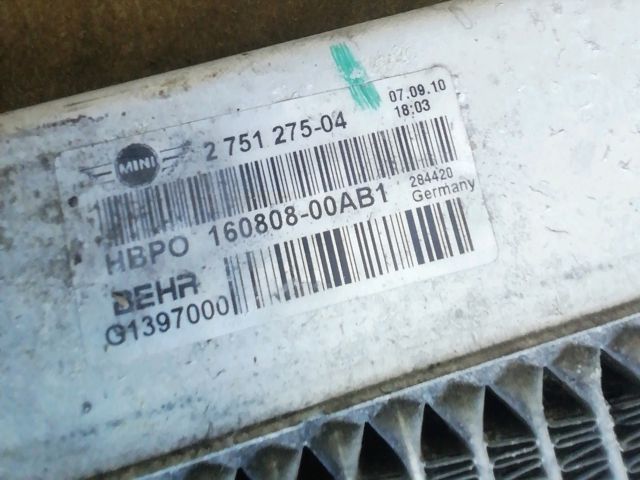 MINI 2 751 275-04 07.09.10
18:03
HBPO 160808-00AB1 284420
Germany
BEHR
G1397000